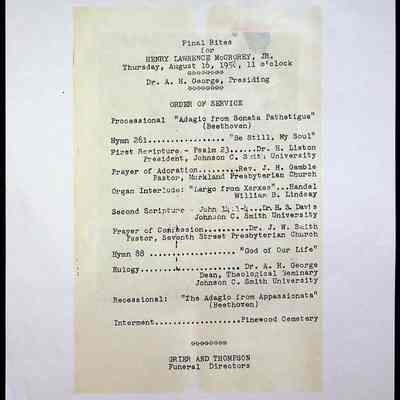 Final Rites
for
HENRY LAWRENCE McCROREY, JR.
Thursday, August 16, 1956, 11 o'clock
Dr. A. H. George, Presiding
ORDER OF SERVICE
Processional "Adagio from Sonata Pathetique"
(Beethoven)
Hymn 261................. "Be Still, My Soul"
First Scripture - Psalm 23.....Dr. H. Liston
President, Johnson C. Smith University
Prayer of Adoration........Rev. J. H. Gamble
Pastor, Murkland Presbyterian Church
Organ Interlude: "Largo from Xerxes"...Handel
William B. Lindsay
Second Scripture - John 14:1-4...Dr. H. S. Davis
Johnson C. Smith University
Prayer of Compassion.........Dr. J. W. Smith
Pastor, Seventh Street Presbyterian Church
Hymn 88 .................. "God of Our Life"
Eulogy....................Dr. A. H. George
Dean, Theological Seminary
Johnson C. Smith University
Recessional: "The Adagio from Appassionata"
(Beethoven)
Interment....................Pinewood Cemetery
GRIER AND THOMPSON
Funeral Directors